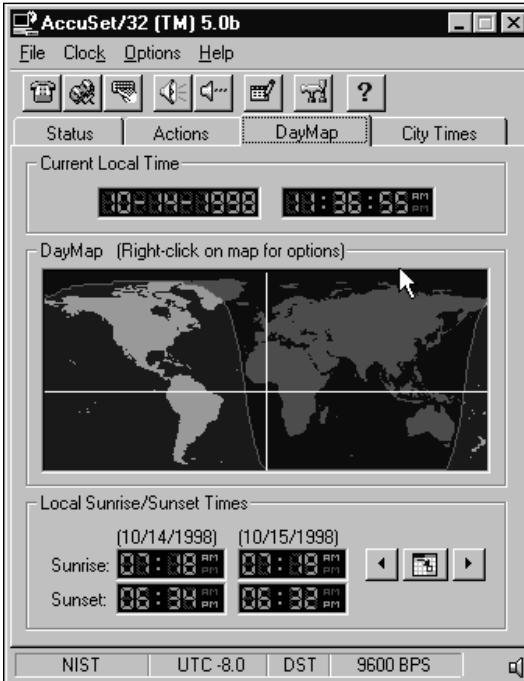 AccuSet/32 (TM) 5.0b
File Clock Options Help
Status Actions DayMap City Times
Current Local Time
10-14-1998 11:36:55 AM PM
DayMap (Right-click on map for options)
Local Sunrise/Sunset Times
(10/14/1998) (10/15/1998)
Sunrise: 07:18 AM PM 07:19 AM PM
Sunset: 06:34 AM PM 06:32 AM PM
NIST UTC -8.0 DST 9600 BPS